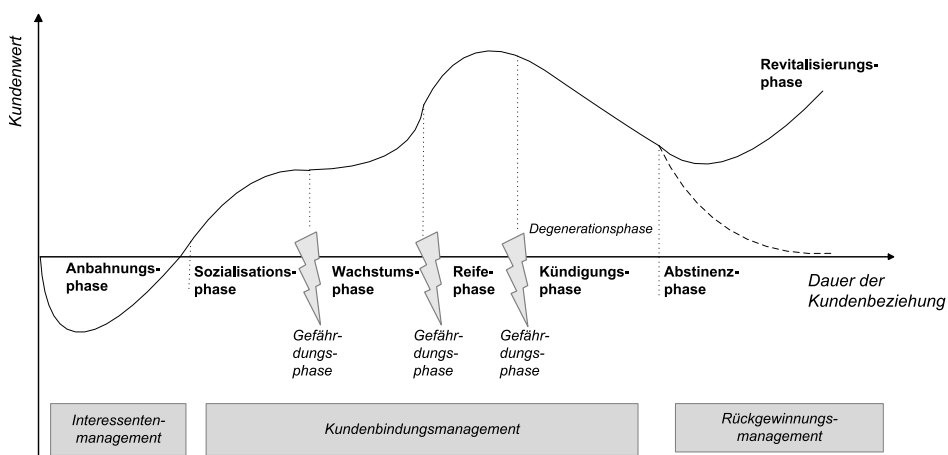 Kundenwert
Revitalisierungs-
phase
Degenerationsphase
Anbahnungs-
phase
Sozialisations-
phase
Wachstums-
phase
Reife-
phase
Kündigungs-
phase
Abstinenz-
phase
Dauer der
Kundenbeziehung
Gefähr-
dungs-
phase
Gefähr-
dungs-
phase
Gefähr-
dungs-
phase
Interessenten-
management
Kundenbindungsmanagement
Rückgewinnungs-
management